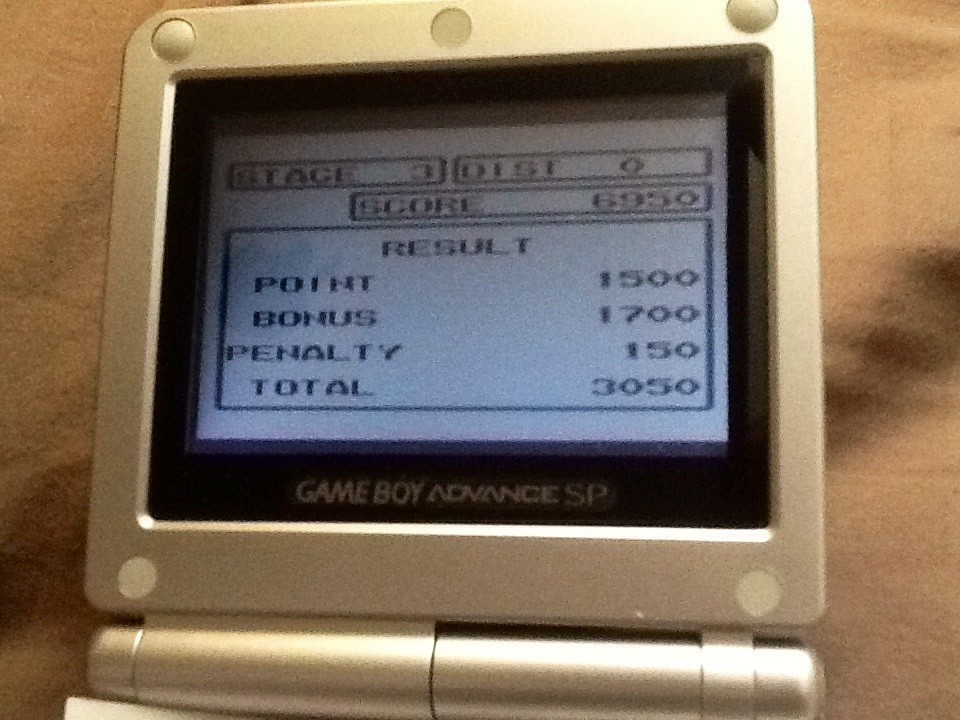 STAGE 3 DIST 0
SCORE 6950
RESULT
POINT 1500
BONUS 1700
PENALTY 150
TOTAL 3050
GAME BOY ADVANCE SP